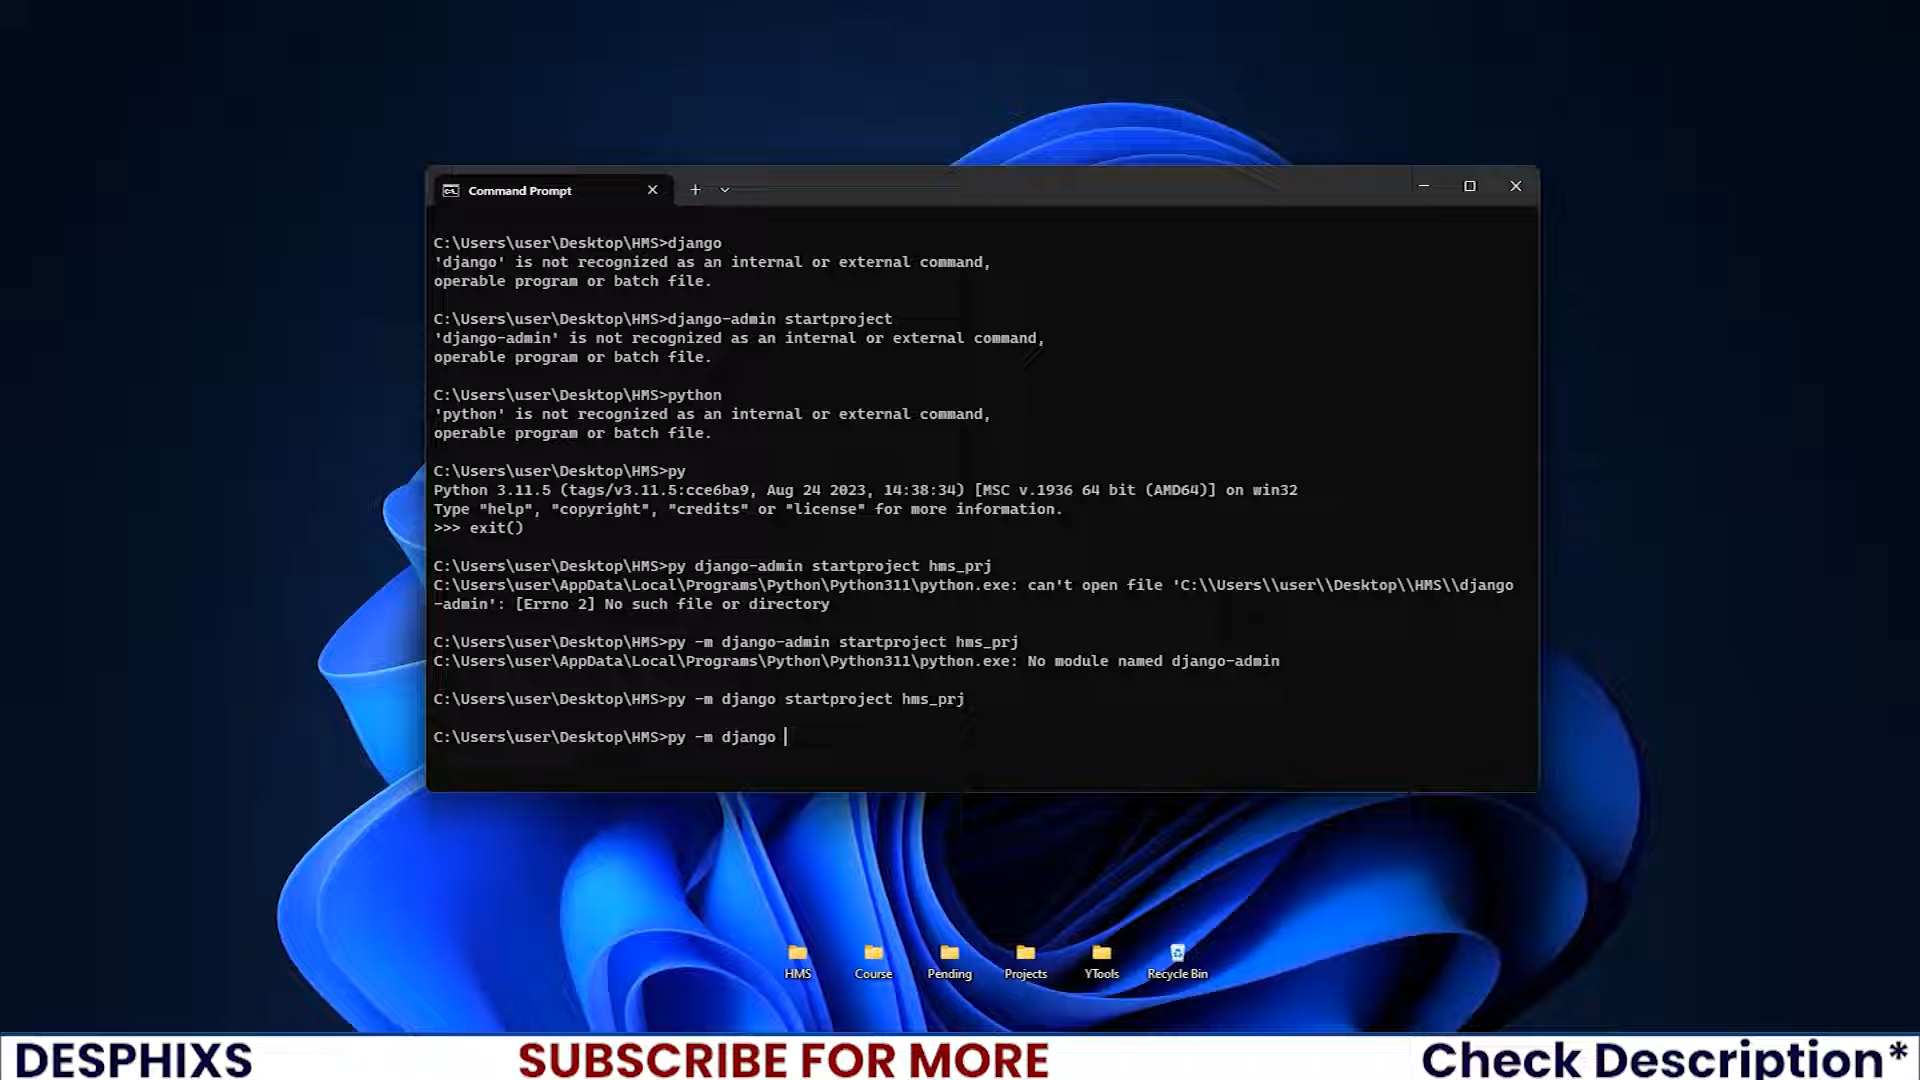 Command Prompt
C:\Users\user\Desktop\HMS>django
'django' is not recognized as an internal or external command,
operable program or batch file.
C:\Users\user\Desktop\HMS>django-admin startproject
'django-admin' is not recognized as an internal or external command,
operable program or batch file.
C:\Users\user\Desktop\HMS>python
'python' is not recognized as an internal or external command,
operable program or batch file.
C:\Users\user\Desktop\HMS>py
Python 3.11.5 (tags/v3.11.5:cce6ba9, Aug 24 2023, 14:38:34) [MSC v.1936 64 bit (AMD64)] on win32
Type "help", "copyright", "credits" or "license" for more information.
>>> exit()
C:\Users\user\Desktop\HMS>py django-admin startproject hms_prj
C:\Users\user\AppData\Local\Programs\Python\Python311\python.exe: can't open file 'C:\\Users\\user\\Desktop\\HMS\\django
-admin': [Errno 2] No such file or directory
C:\Users\user\Desktop\HMS>py -m django-admin startproject hms_prj
C:\Users\user\AppData\Local\Programs\Python\Python311\python.exe: No module named django-admin
C:\Users\user\Desktop\HMS>py -m django startproject hms_prj
C:\Users\user\Desktop\HMS>py -m django
HMS
Course
Pending
Projects
YTools
Recycle Bin
DESPHIXS
SUBSCRIBE FOR MORE
Check Description*